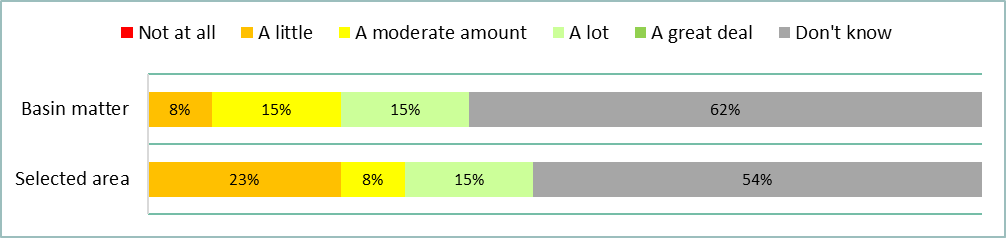 Not at all A little A moderate amount A lot A great deal Don't know
Basin matter 8% 15% 15% 62%
Selected area 23% 8% 15% 54%